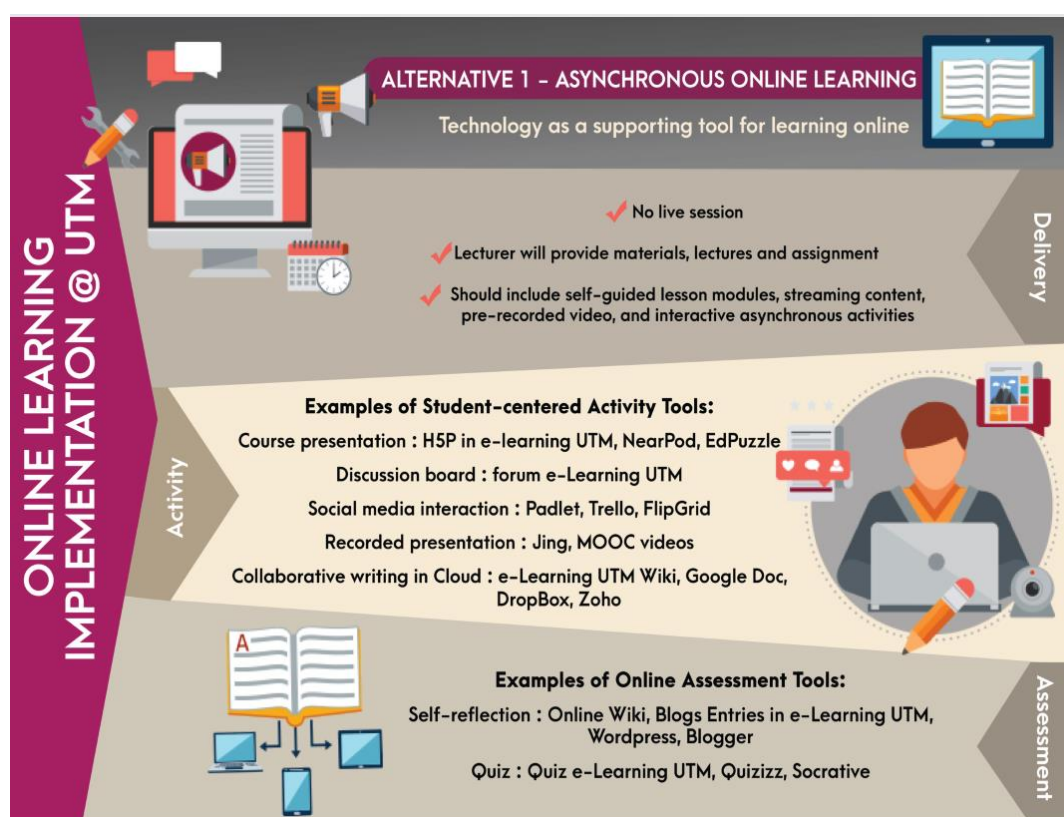 ONLINE LEARNING
IMPLEMENTATION @ UTM
ALTERNATIVE 1 - ASYNCHRONOUS ONLINE LEARNING
Technology as a supporting tool for learning online
Delivery
No live session
Lecturer will provide materials, lectures and assignment
Should include self-guided lesson modules, streaming content,
pre-recorded video, and interactive asynchronous activities
Activity
Examples of Student-centered Activity Tools:
Course presentation : H5P in e-learning UTM, NearPod, EdPuzzle
Discussion board : forum e-Learning UTM
Social media interaction : Padlet, Trello, FlipGrid
Recorded presentation : Jing, MOOC videos
Collaborative writing in Cloud : e-Learning UTM Wiki, Google Doc,
DropBox, Zoho
A
Assessment
Examples of Online Assessment Tools:
Self-reflection : Online Wiki, Blogs Entries in e-Learning UTM,
Wordpress, Blogger
Quiz : Quiz e-Learning UTM, Quizizz, Socrative